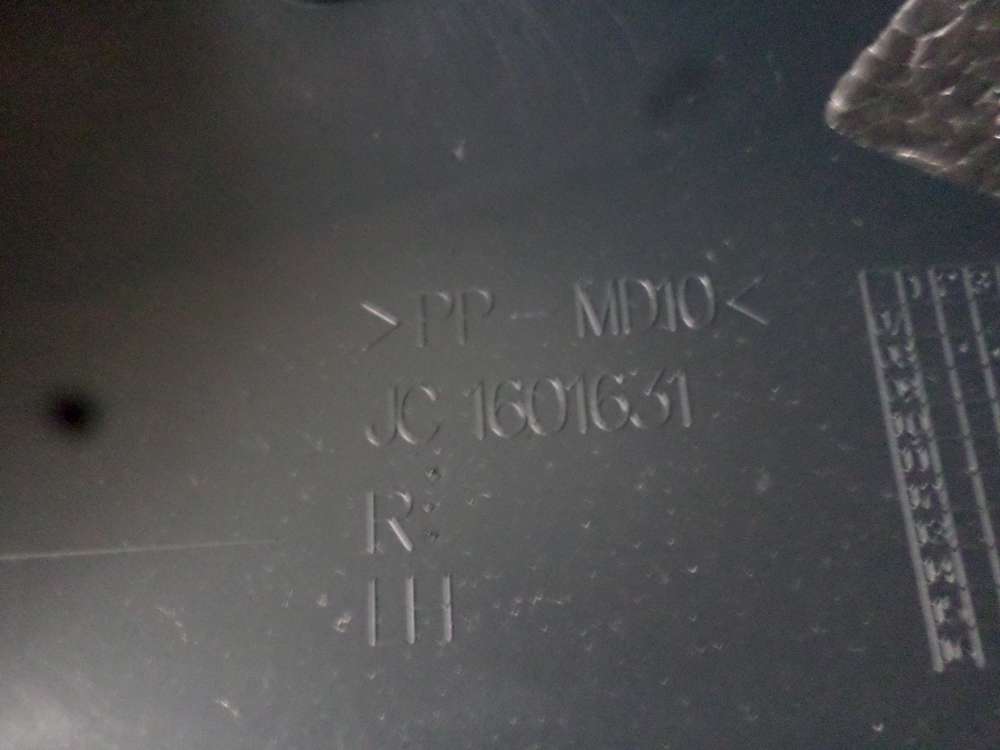 >PP-MD10<
JC 1601631
R:
LH